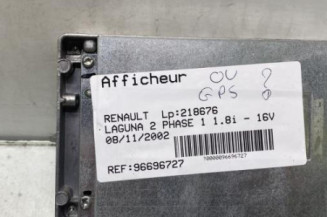 Afficheur OU ?
GPS ?
RENAULT Lp:218676
LAGUNA 2 PHASE 1 1.8i - 16V
08/11/2002
REF:96696727